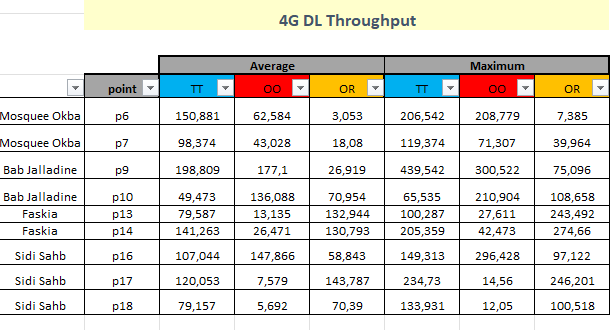 4G DL Throughput
Average Maximum
point TT OO OR TT OO OR
Mosquee Okba p6 150,881 62,584 3,053 206,542 208,779 7,385
Mosquee Okba p7 98,374 43,028 18,08 119,374 71,307 39,964
Bab Jalladine p9 198,809 177,1 26,919 439,542 300,522 75,096
Bab Jalladine p10 49,473 136,088 70,954 65,535 210,904 108,658
Faskia p13 79,587 13,135 132,944 100,287 27,611 243,492
Faskia p14 141,263 26,471 130,793 205,359 42,473 274,66
Sidi Sahb p16 107,044 147,866 58,843 149,313 296,428 97,122
Sidi Sahb p17 120,053 7,579 143,787 234,73 14,56 246,201
Sidi Sahb p18 79,157 5,692 70,39 133,931 12,05 100,518